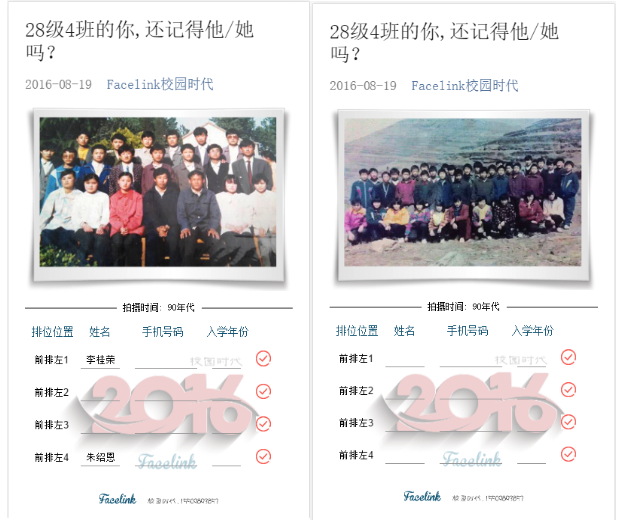 28级4班的你,还记得他/她
吗?
2016-08-19 Facelink校园时代
拍摄时间: 90年代
排位位置 姓名 手机号码 入学年份
前排左1 李桂荣
校园时代
前排左2
2016
前排左3
前排左4 朱绍恩
Facelink
Facelink
28级4班的你,还记得他/她
吗?
2016-08-19 Facelink校园时代
拍摄时间: 90年代
排位位置 姓名 手机号码 入学年份
前排左1
校园时代
前排左2
2016
前排左3
前排左4
Facelink
Facelink